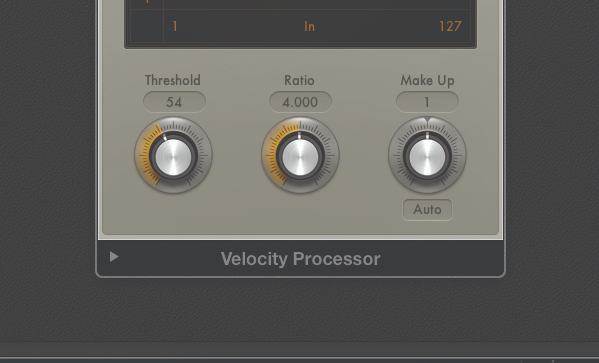 1 In 127
Threshold Ratio Make Up
54 4.000 1
Auto
Velocity Processor